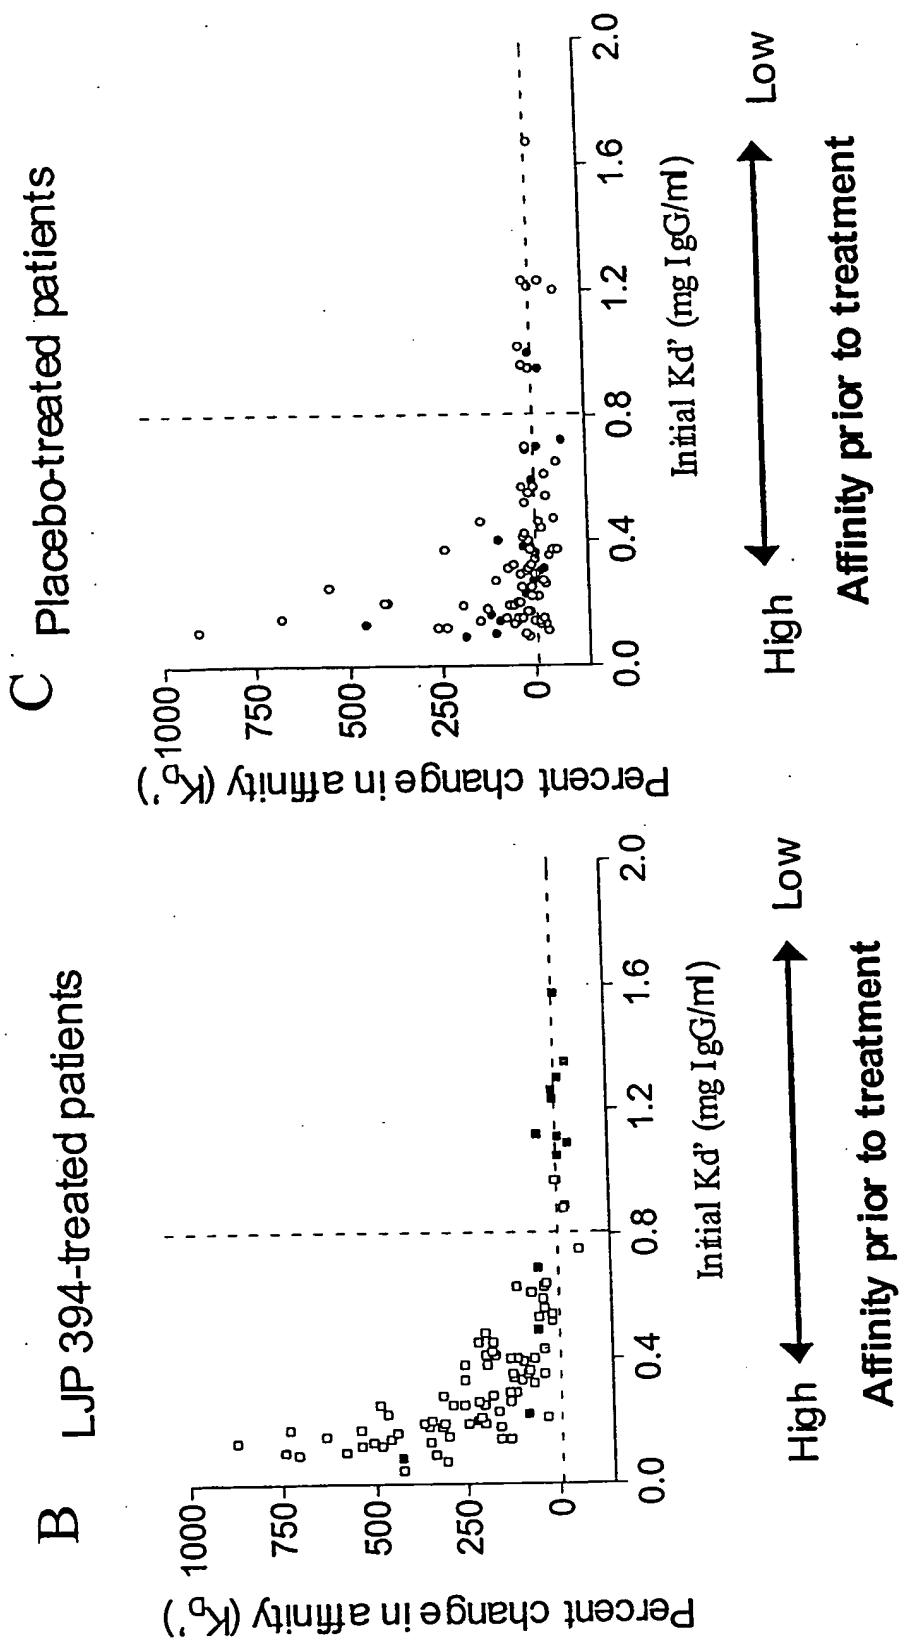 B
LJP 394-treated patients
Percent change in affinity (KD')
1000
750
500
250
0
0.0
0.4
0.8
1.2
1.6
2.0
Initial Kd' (mg IgG/ml)
High
Low
Affinity prior to treatment
C
Placebo-treated patients
Percent change in affinity (KD')
1000
750
500
250
0
0.0
0.4
0.8
1.2
1.6
2.0
Initial Kd' (mg IgG/ml)
High
Low
Affinity prior to treatment